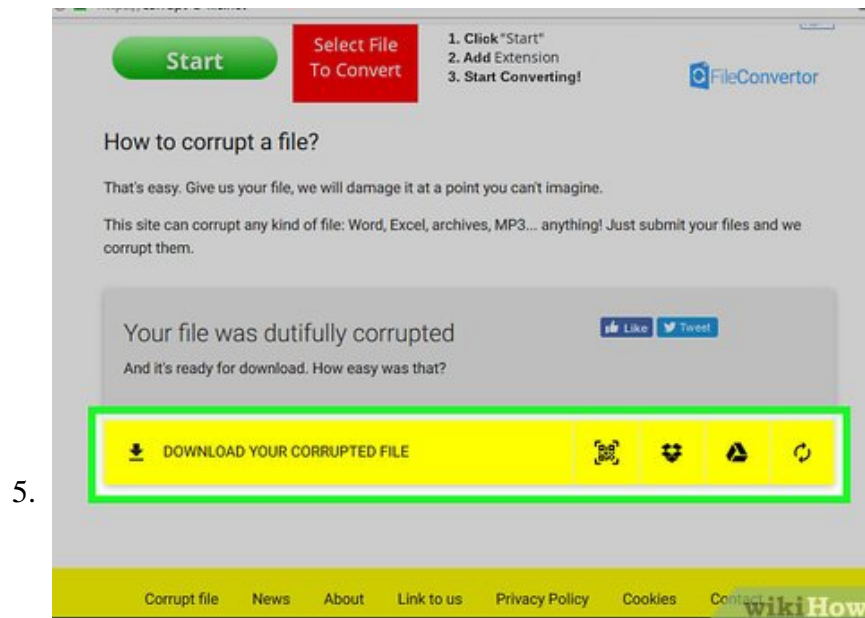 Start
Select File
To Convert
1. Click "Start"
2. Add Extension
3. Start Converting!
FileConvertor
How to corrupt a file?
That's easy. Give us your file, we will damage it at a point you can't imagine.
This site can corrupt any kind of file: Word, Excel, archives, MP3... anything! Just submit your files and we
corrupt them.
Your file was dutifully corrupted
Like Tweet
And it's ready for download. How easy was that?
DOWNLOAD YOUR CORRUPTED FILE
5.
Corrupt file News About Link to us Privacy Policy Cookies
wikiHow